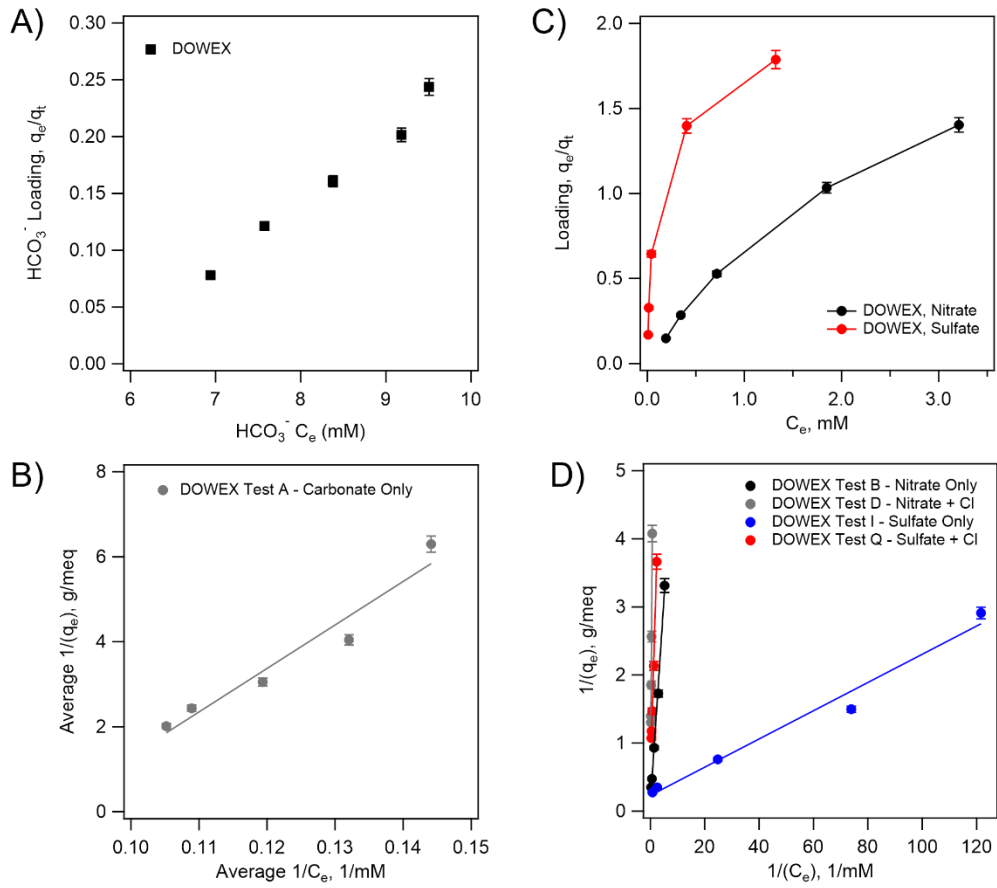 A)
0.30
0.25
0.20
0.15
0.10
0.05
0.00
HCO₃⁻ Loading, qₑ/qₜ
DOWEX
6
7
8
9
10
HCO₃⁻ Cₑ (mM)
C)
2.0
1.5
1.0
0.5
0.0
Loading, qₑ/qₜ
DOWEX, Nitrate
DOWEX, Sulfate
0.0
1.0
2.0
3.0
Cₑ, mM
B)
8
6
4
2
0
Average 1/(qₑ), g/meq
DOWEX Test A - Carbonate Only
0.10
0.11
0.12
0.13
0.14
0.15
Average 1/Cₑ, 1/mM
D)
5
4
3
2
1
0
1/(qₑ), g/meq
DOWEX Test B - Nitrate Only
DOWEX Test D - Nitrate + Cl
DOWEX Test I - Sulfate Only
DOWEX Test Q - Sulfate + Cl
0
20
40
60
80
100
120
1/(Cₑ), 1/mM